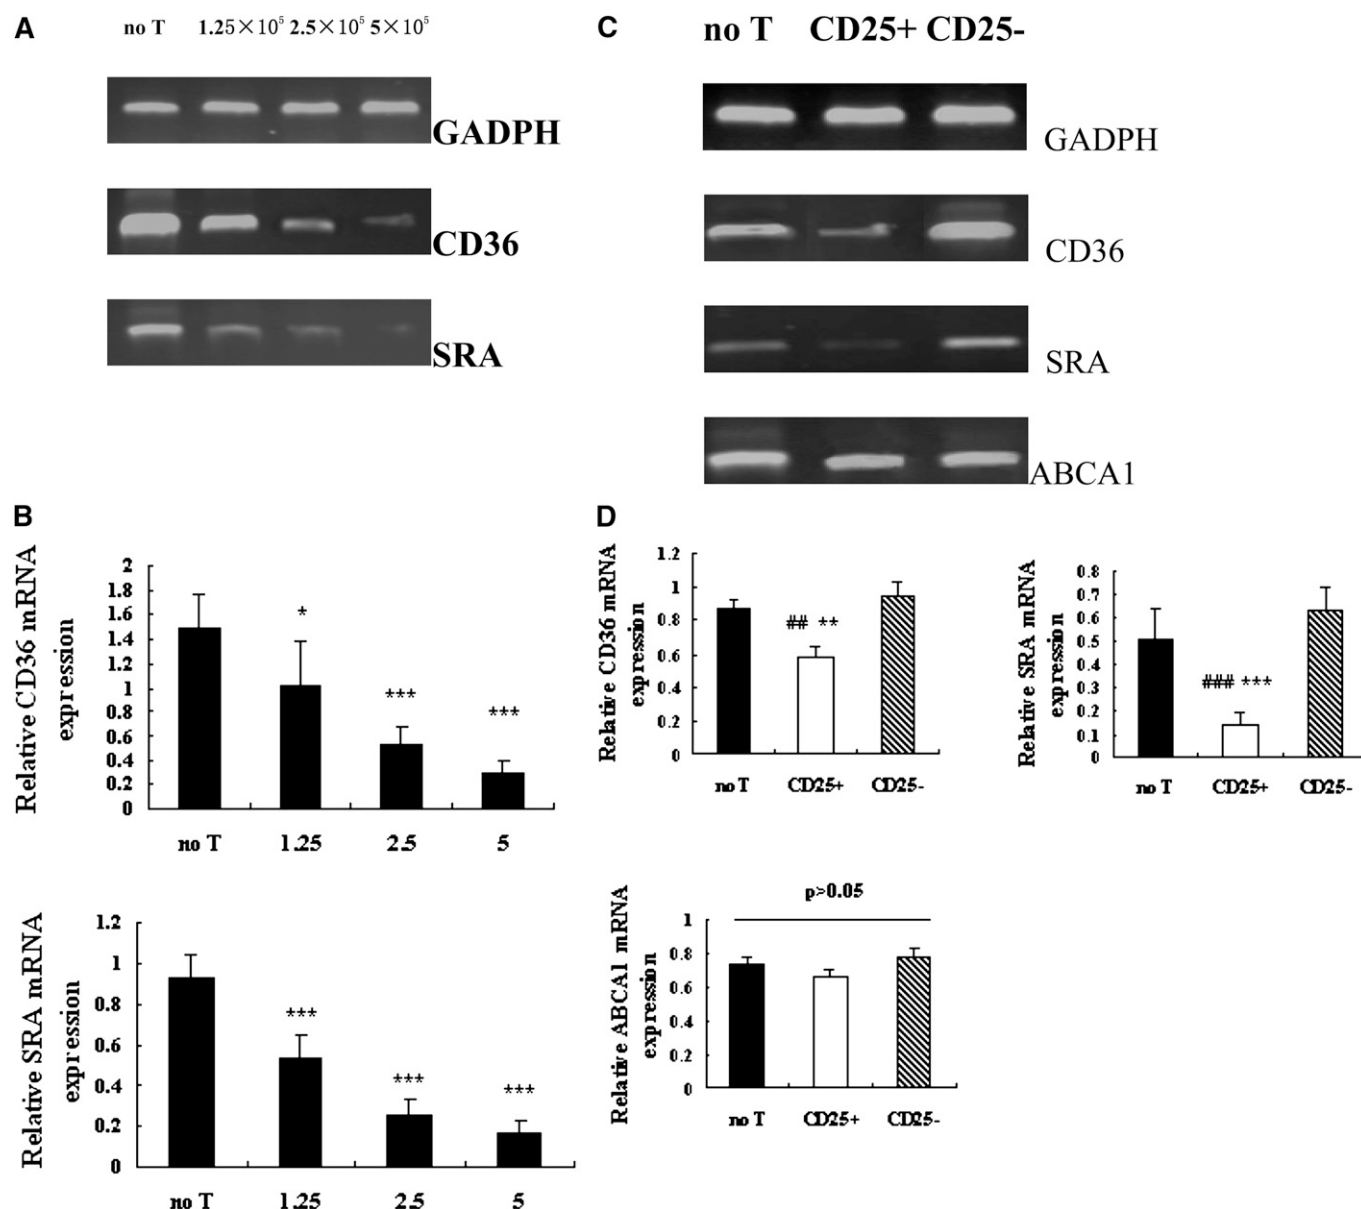 A
no T 1.25×10⁵ 2.5×10⁵ 5×10⁵
GADPH
CD36
SRA
C
no T CD25+ CD25-
GADPH
CD36
SRA
ABCA1
B
Relative CD36 mRNA
expression
2
1.8
1.6
1.4
1.2
1
0.8
0.6
0.4
0.2
0
*
***
***
no T 1.25 2.5 5
Relative SRA mRNA
expression
1.2
1
0.8
0.6
0.4
0.2
0
***
***
***
no T 1.25 2.5 5
D
Relative CD36 mRNA
expression
1.2
1
0.8
0.6
0.4
0.2
0
## **
no T CD25+ CD25-
Relative SRA mRNA
expression
0.8
0.7
0.6
0.5
0.4
0.3
0.2
0.1
0
### ***
no T CD25+ CD25-
Relative ABCA1 mRNA
expression
p>0.05
1
0.8
0.6
0.4
0.2
0
no T CD25+ CD25-